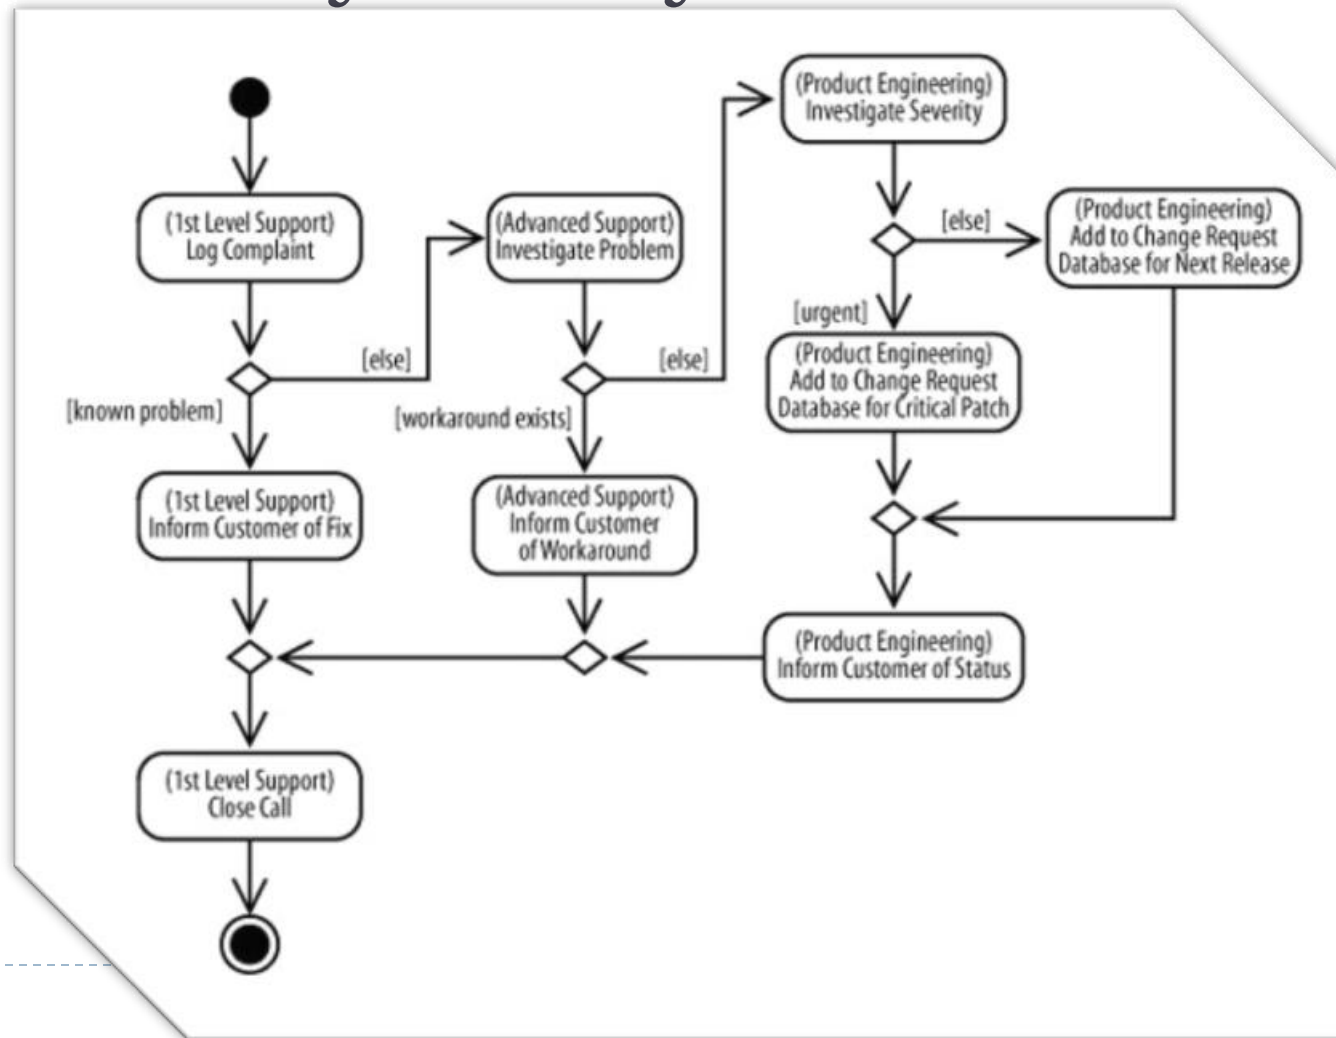 (Product Engineering)
Investigate Severity
(1st Level Support)
Log Complaint
(Advanced Support)
Investigate Problem
[else]
(Product Engineering)
Add to Change Request
Database for Next Release
[urgent]
[else]
[else]
(Product Engineering)
Add to Change Request
Database for Critical Patch
[known problem]
[workaround exists]
(1st Level Support)
Inform Customer of Fix
(Advanced Support)
Inform Customer
of Workaround
(Product Engineering)
Inform Customer of Status
(1st Level Support)
Close Call